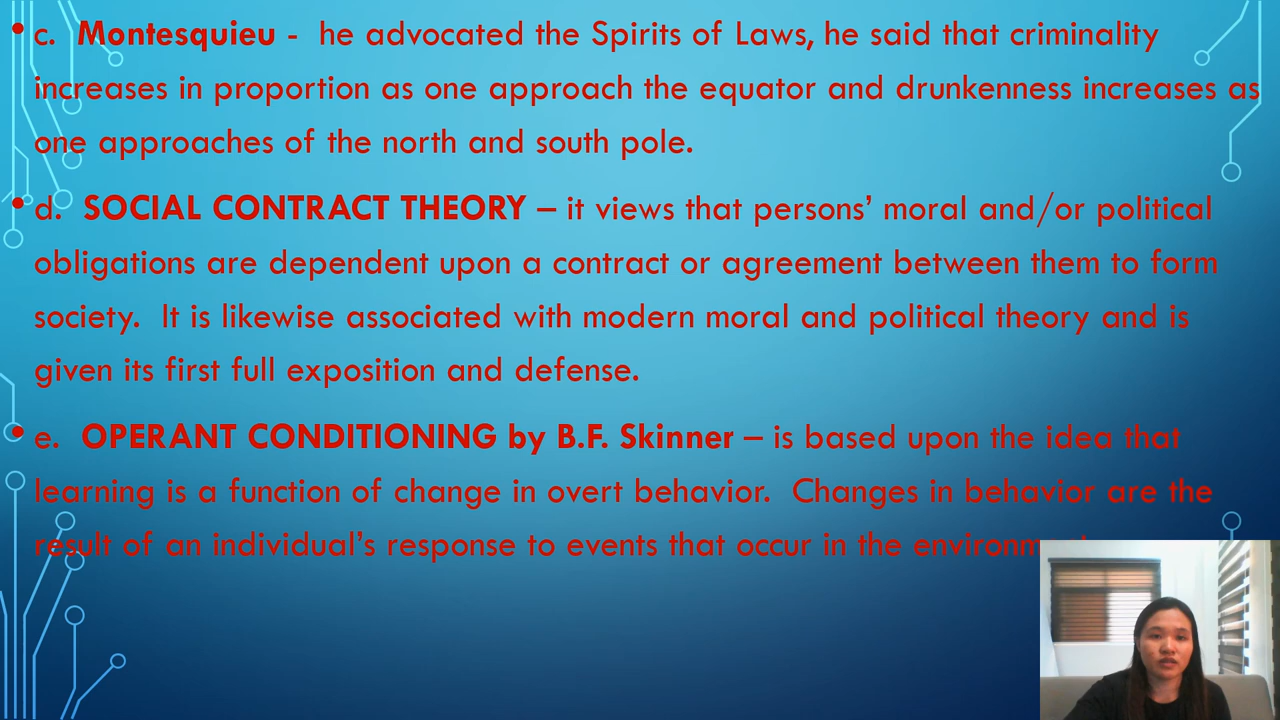 • c. Montesquieu - he advocated the Spirits of Laws, he said that criminality
increases in proportion as one approach the equator and drunkenness increases as
one approaches of the north and south pole.
• d. SOCIAL CONTRACT THEORY – it views that persons’ moral and/or political
obligations are dependent upon a contract or agreement between them to form
society. It is likewise associated with modern moral and political theory and is
given its first full exposition and defense.
• e. OPERANT CONDITIONING by B.F. Skinner – is based upon the idea that
learning is a function of change in overt behavior. Changes in behavior are the
result of an individual’s response to events that occur in the